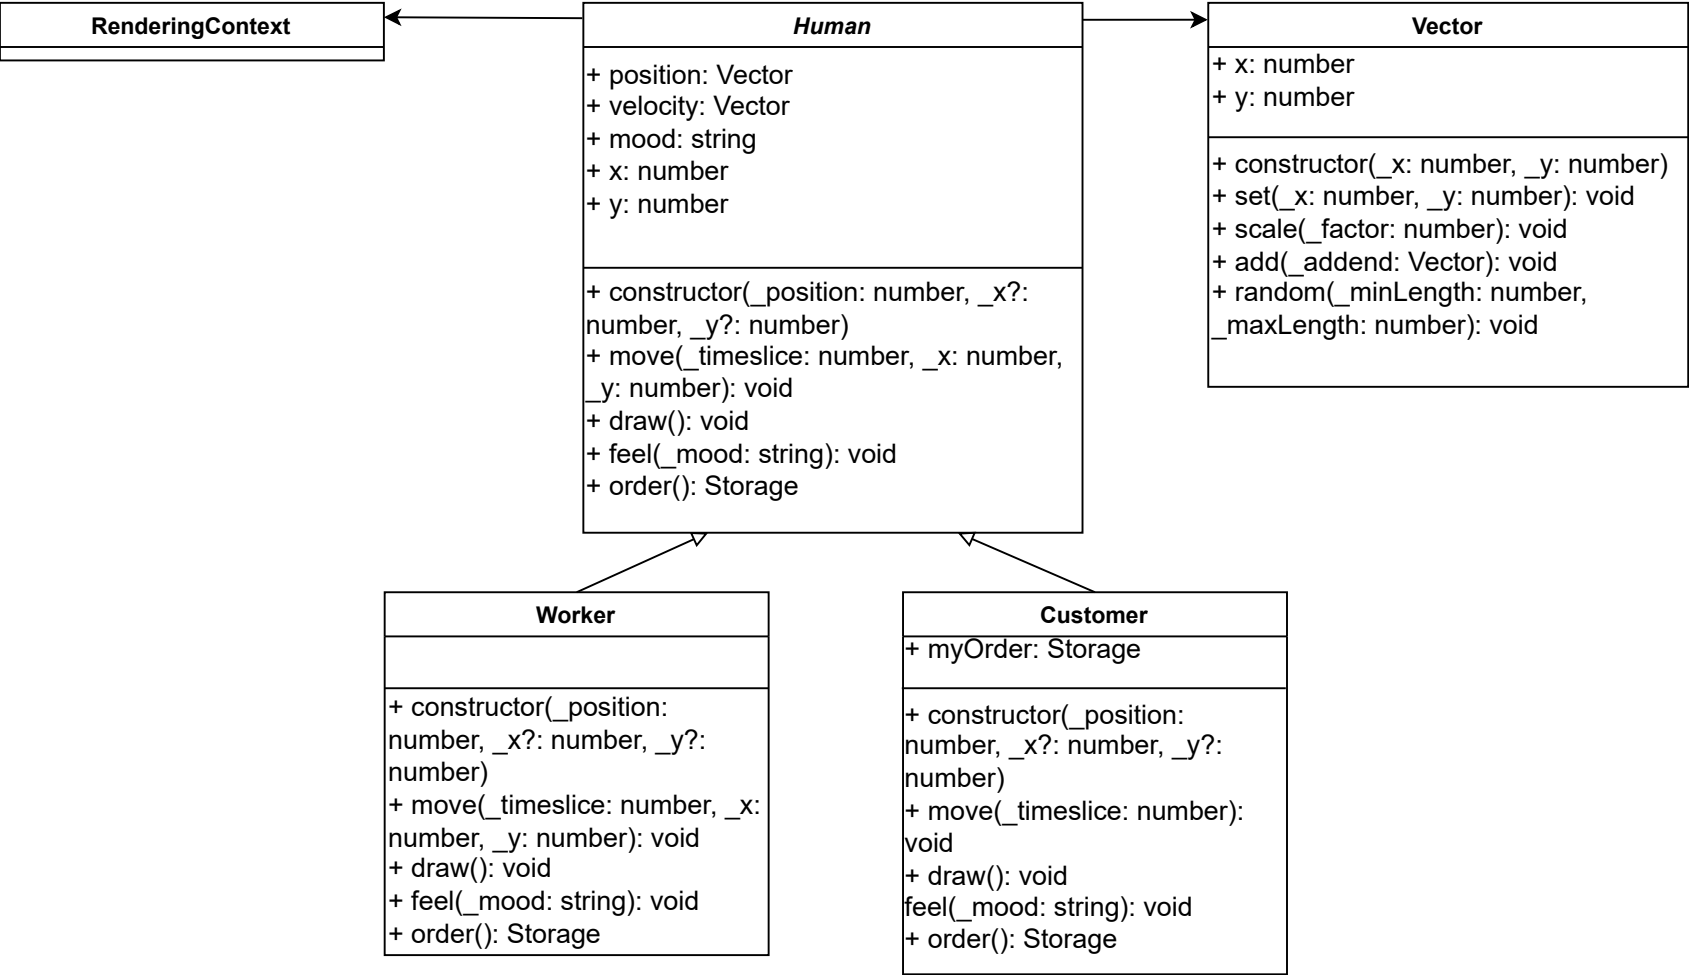 RenderingContext
Human
+ position: Vector
+ velocity: Vector
+ mood: string
+ x: number
+ y: number
+ constructor(_position: number, _x?:
number, _y?: number)
+ move(_timeslice: number, _x: number,
_y: number): void
+ draw(): void
+ feel(_mood: string): void
+ order(): Storage
Vector
+ x: number
+ y: number
+ constructor(_x: number, _y: number)
+ set(_x: number, _y: number): void
+ scale(_factor: number): void
+ add(_addend: Vector): void
+ random(_minLength: number,
_maxLength: number): void
Worker
+ constructor(_position:
number, _x?: number, _y?:
number)
+ move(_timeslice: number, _x:
number, _y: number): void
+ draw(): void
+ feel(_mood: string): void
+ order(): Storage
Customer
+ myOrder: Storage
+ constructor(_position:
number, _x?: number, _y?:
number)
+ move(_timeslice: number):
void
+ draw(): void
feel(_mood: string): void
+ order(): Storage